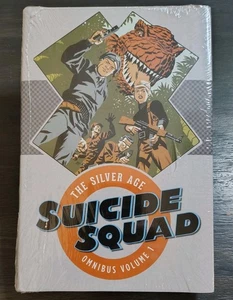 THE SILVER AGE
SUICIDE
SQUAD
OMNIBUS VOLUME 1